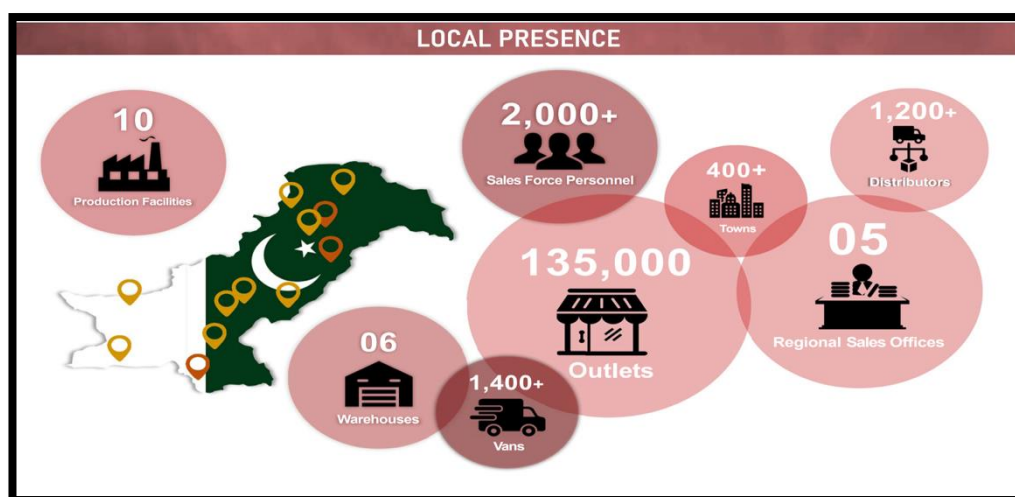 LOCAL PRESENCE
10
Production Facilities
2,000+
Sales Force Personnel
400+
Towns
1,200+
Distributors
135,000
Outlets
05
Regional Sales Offices
06
Warehouses
1,400+
Vans